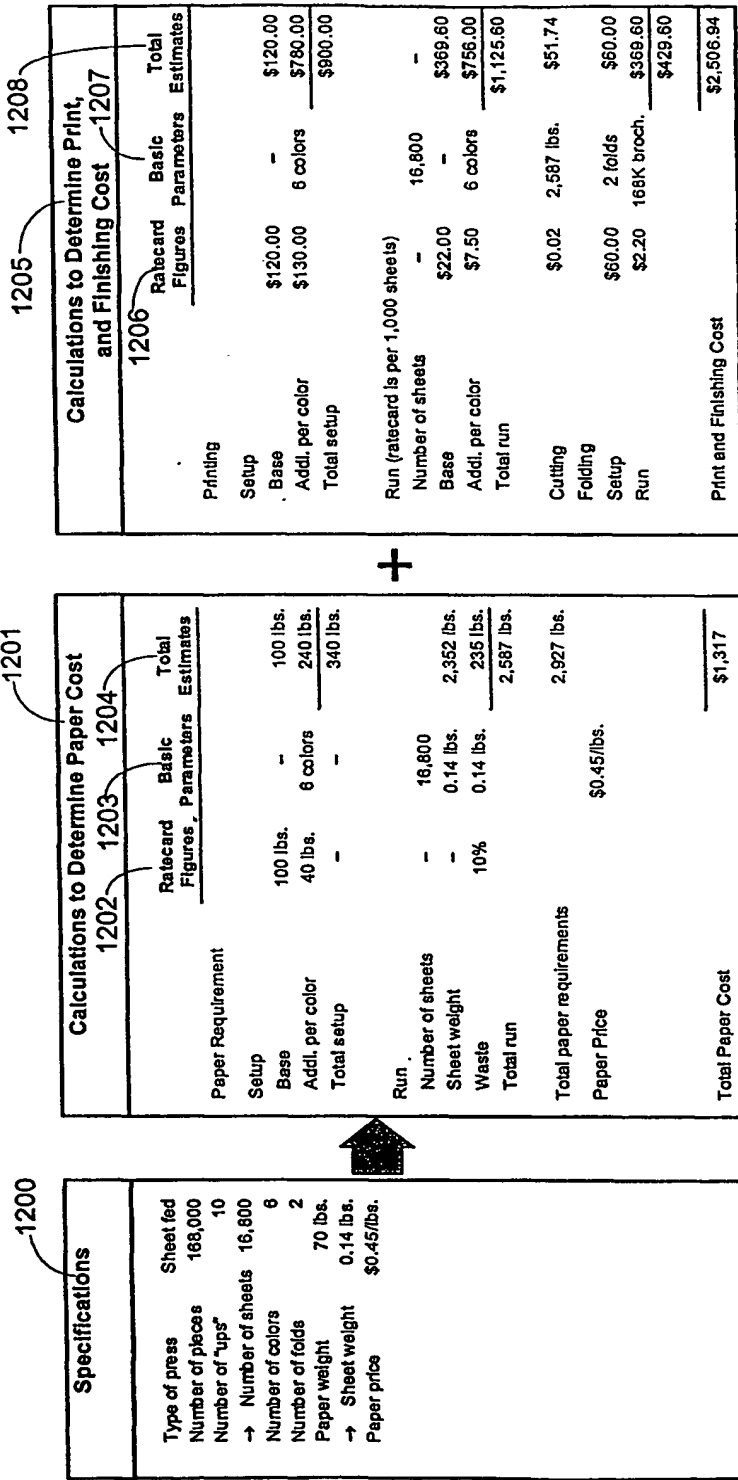 1200
Specifications
Type of press Sheet fed
Number of pieces 168,000
Number of "ups" 10
→ Number of sheets 16,800
Number of colors 6
Number of folds 2
Paper weight 70 lbs.
→ Sheet weight 0.14 lbs.
Paper price $0.45/lbs.
1201
Calculations to Determine Paper Cost
1202 1203 1204
Ratecard Basic Total
Figures, Parameters Estimates
Paper Requirement
Setup
Base 100 lbs. – 100 lbs.
Addl. per color 40 lbs. 6 colors 240 lbs.
Total setup – – 340 lbs.
Run
Number of sheets – 16,800
Sheet weight – 0.14 lbs. 2,352 lbs.
Waste 10% 0.14 lbs. 235 lbs.
Total run 2,587 lbs.
Total paper requirements 2,927 lbs.
Paper Price $0.45/lbs.
Total Paper Cost $1,317
+
1205 1208
Calculations to Determine Print,
and Finishing Cost 1207
1206
Ratecard Basic Total
Figures Parameters Estimates
Printing
Setup
Base $120.00 – $120.00
Addl. per color $130.00 6 colors $780.00
Total setup $900.00
Run (ratecard is per 1,000 sheets)
Number of sheets – 16,800 –
Base $22.00 – $369.60
Addl. per color $7.50 6 colors $756.00
Total run $1,125.60
Cutting $0.02 2,587 lbs. $51.74
Folding
Setup $60.00 2 folds $60.00
Run $2.20 168K broch. $369.60
$429.60
Print and Finishing Cost $2,506.94